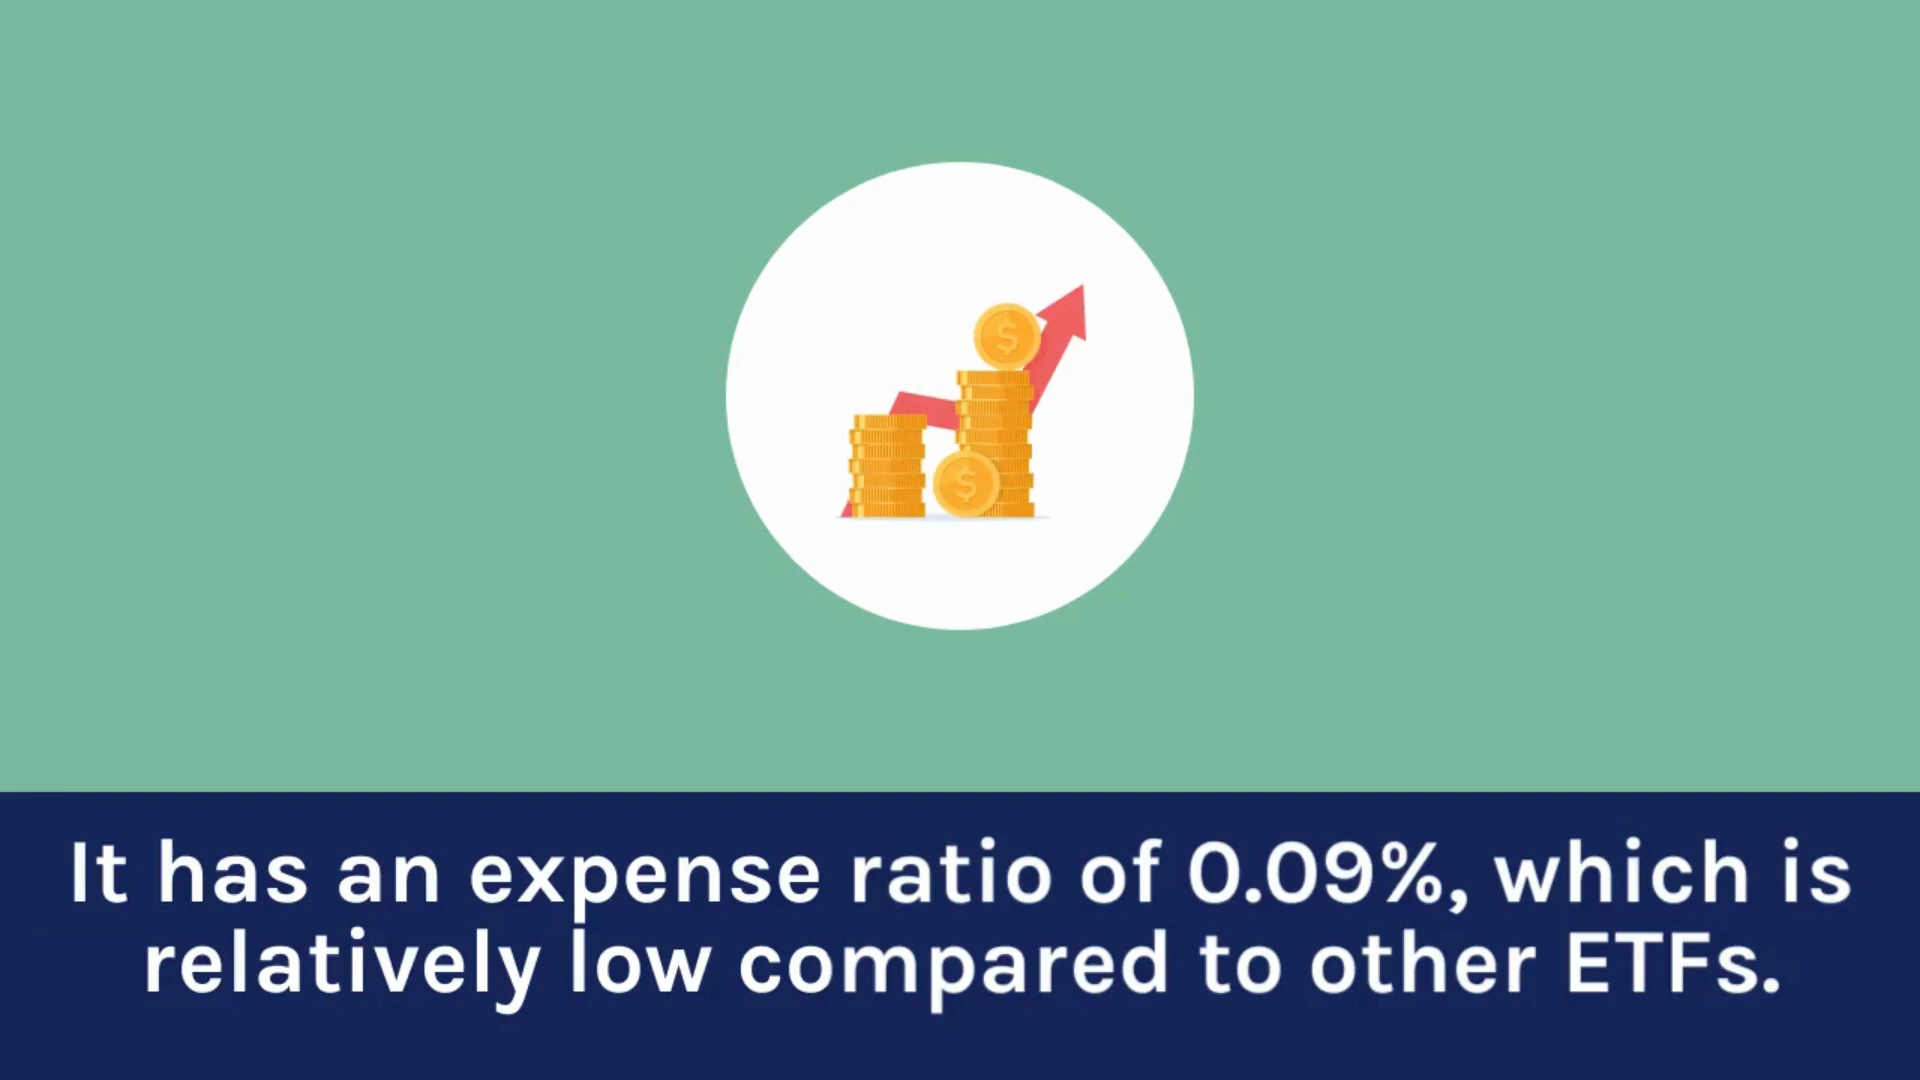 $
$
It has an expense ratio of 0.09%, which is
relatively low compared to other ETFs.